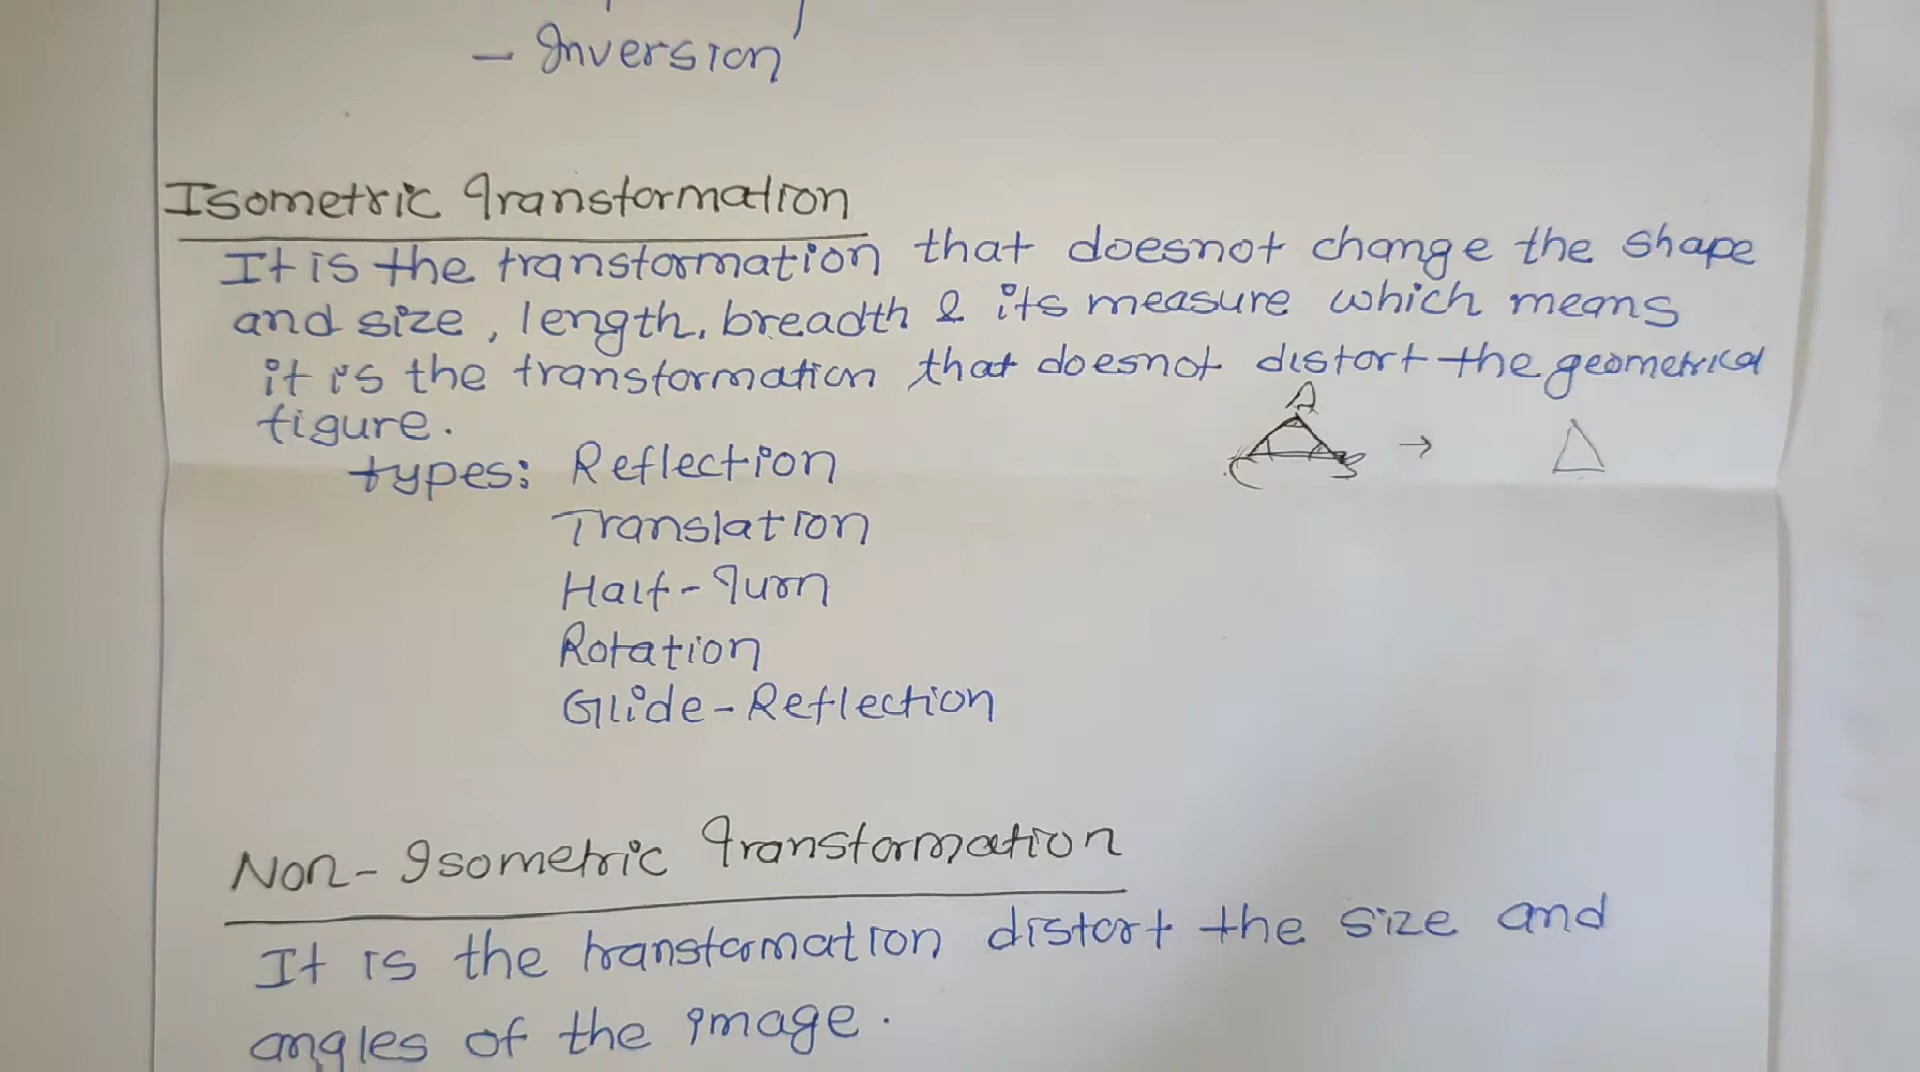 - Inversion
Isometric Transformation
It is the transformation that doesnot change the shape
and size, length, breadth & its measure which means
it is the transformation that doesnot distort the geometrical
figure.
A
C B →
types: Reflection
Translation
Half-Turn
Rotation
Glide-Reflection
Non-Isometric Transformation
It is the transformation distort the size and
angles of the image.